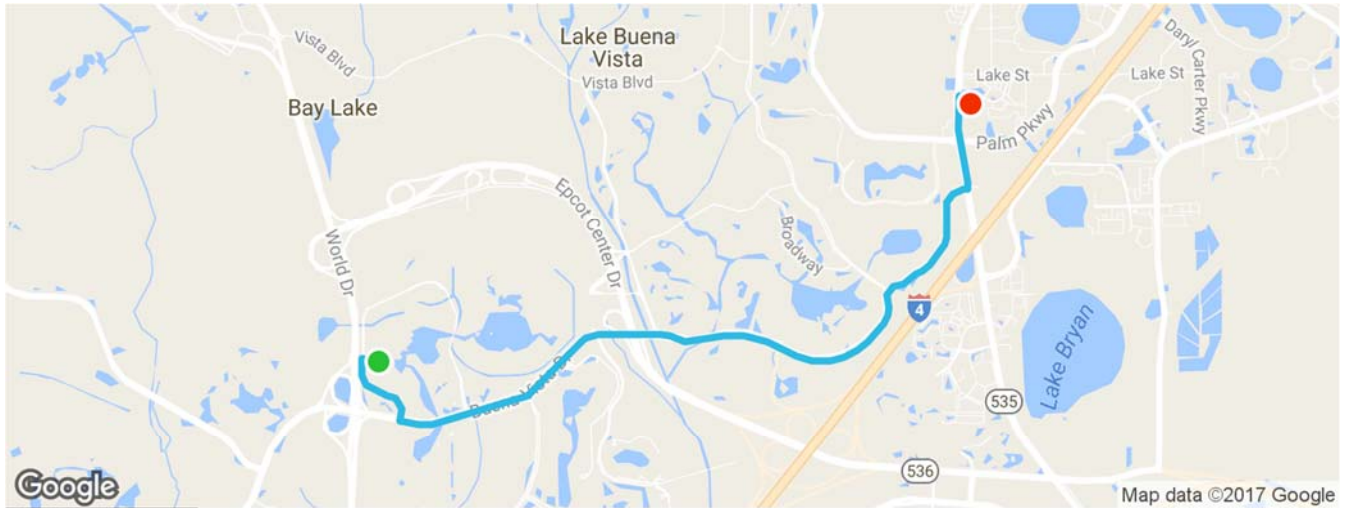 Vista Blvd
Lake Buena
Vista
Vista Blvd
Bay Lake
Lake St
Lake St
Daryl Carter Pkwy
Palm Pkwy
World Dr
Epcot Center Dr
Broadway
4
Buena Vista Dr
Lake Bryan
535
536
Google
Map data ©2017 Google